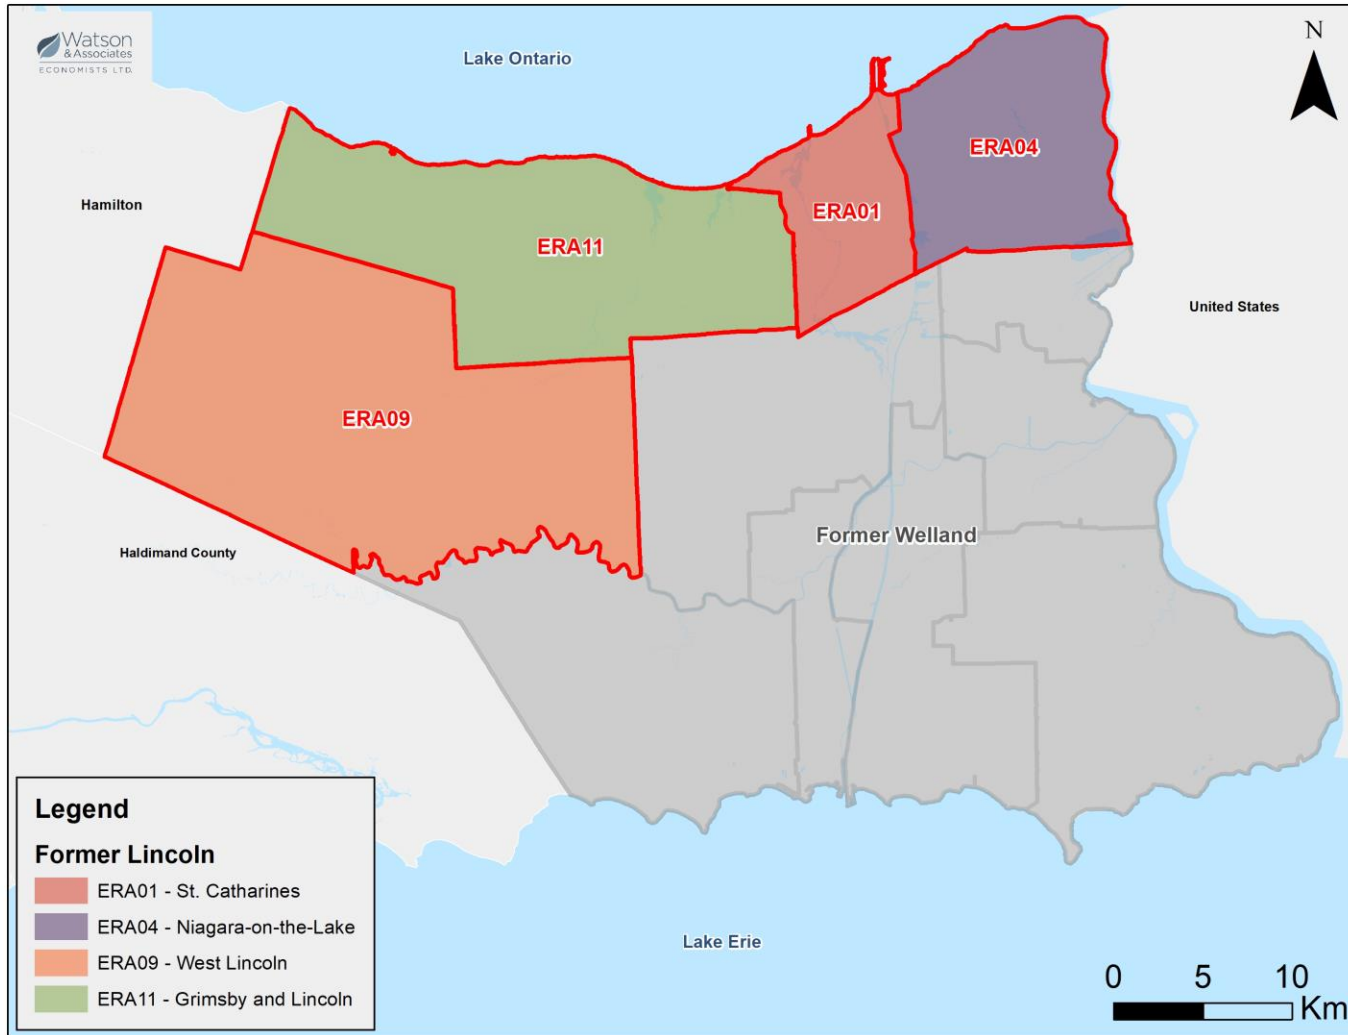 Watson
& Associates
ECONOMISTS LTD.
Lake Ontario
N
ERA04
Hamilton
ERA01
ERA11
United States
ERA09
Former Welland
Haldimand County
Legend
Former Lincoln
ERA01 - St. Catharines
ERA04 - Niagara-on-the-Lake
ERA09 - West Lincoln
ERA11 - Grimsby and Lincoln
Lake Erie
0 5 10
Km